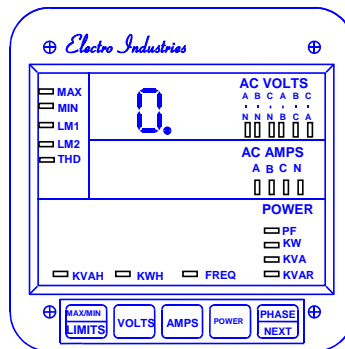 Electro Industries
MAX
MIN
LM1
LM2
THD
0.
AC VOLTS
A B C A B C
N N N B C A
AC AMPS
A B C N
POWER
PF
KW
KVA
KVAR
KVAH KWH FREQ
MAX/MIN
LIMITS
VOLTS
AMPS
POWER
PHASE
NEXT